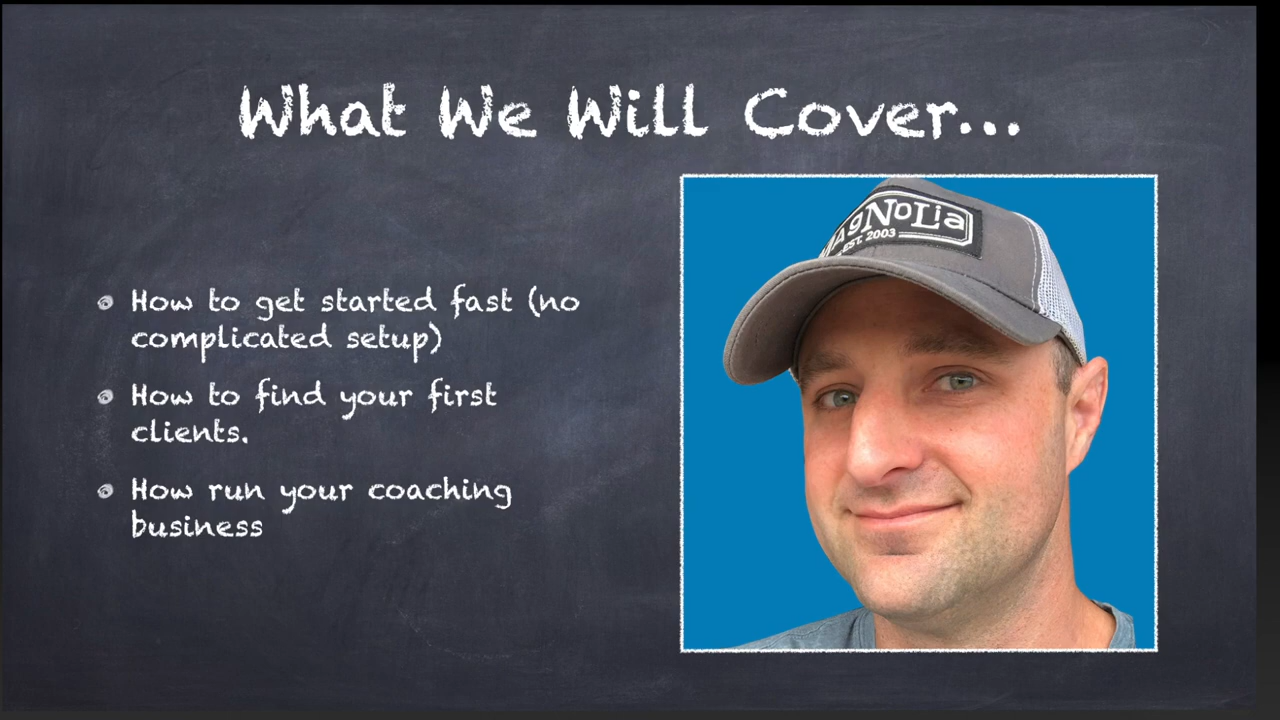 What We Will Cover...
How to get started fast (no
complicated setup)
How to find your first
clients.
How run your coaching
business
MAgNoLia
EST. 2003